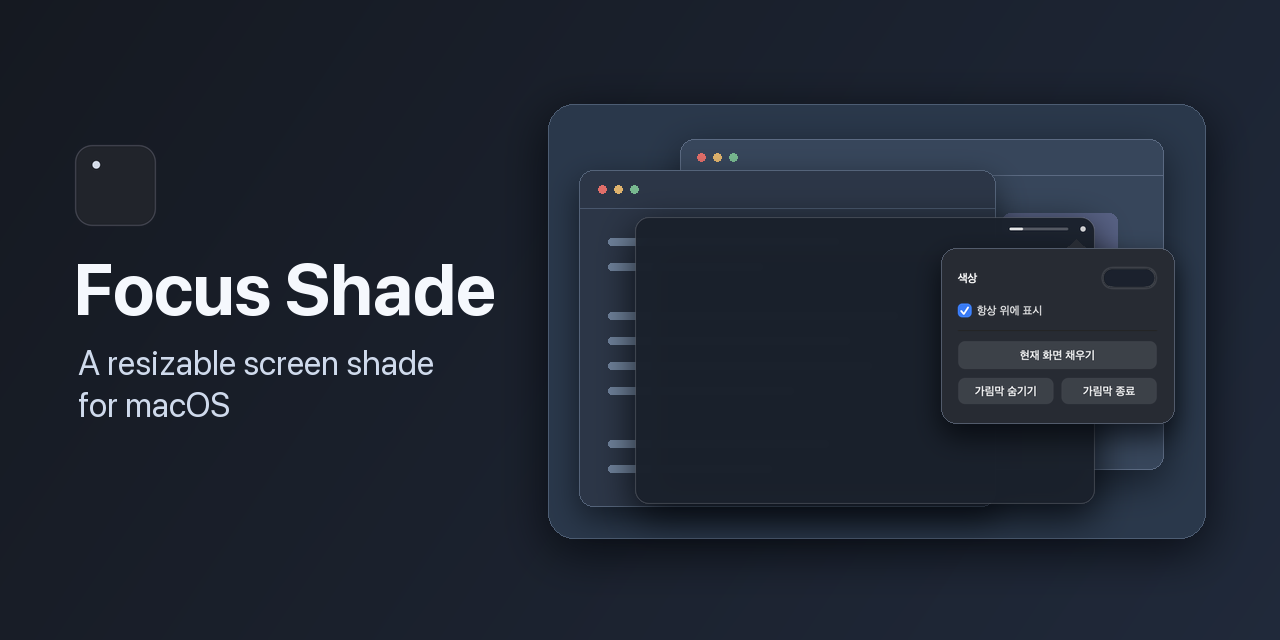 Focus Shade
A resizable screen shade
for macOS
색상
항상 위에 표시
현재 화면 채우기
가림막 숨기기
가림막 종료